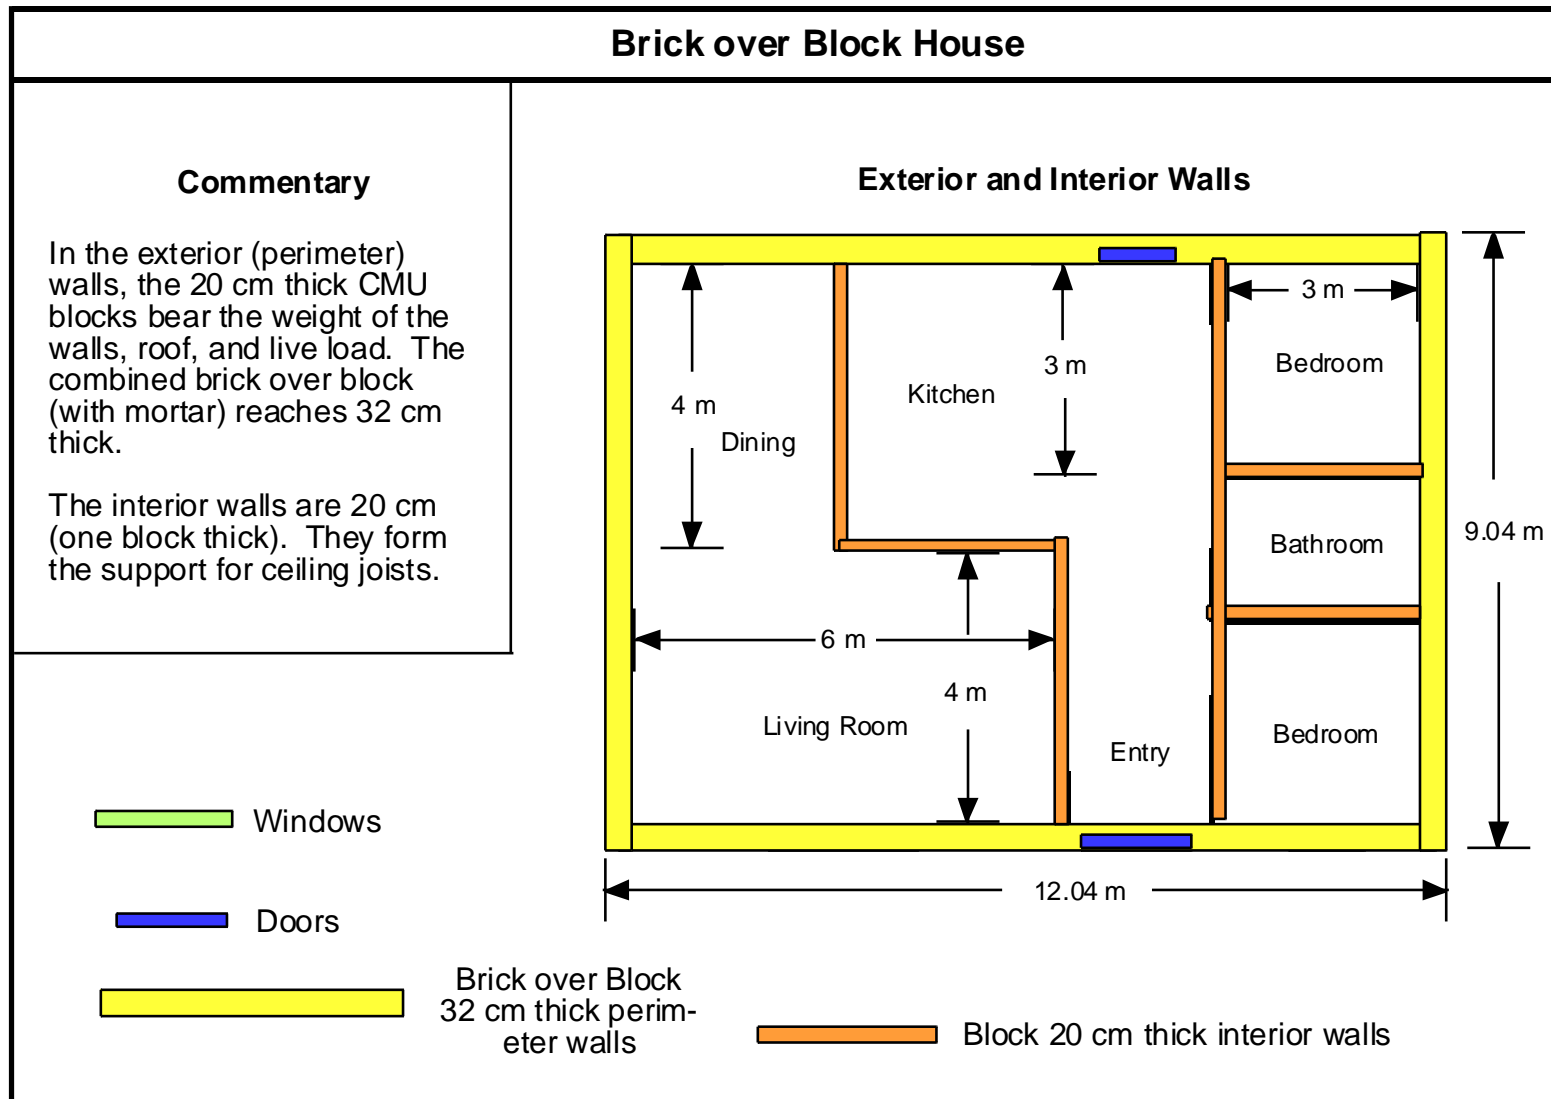 Brick over Block House
Commentary
In the exterior (perimeter)
walls, the 20 cm thick CMU
blocks bear the weight of the
walls, roof, and live load.  The
combined brick over block
(with mortar) reaches 32 cm
thick.
The interior walls are 20 cm
(one block thick).  They form
the support for ceiling joists.
Exterior and Interior Walls
3 m
Bedroom
3 m
Kitchen
4 m
Dining
9.04 m
Bathroom
6 m
4 m
Living Room
Bedroom
Entry
12.04 m
Windows
Doors
Brick over Block
32 cm thick perim-
eter walls
Block 20 cm thick interior walls